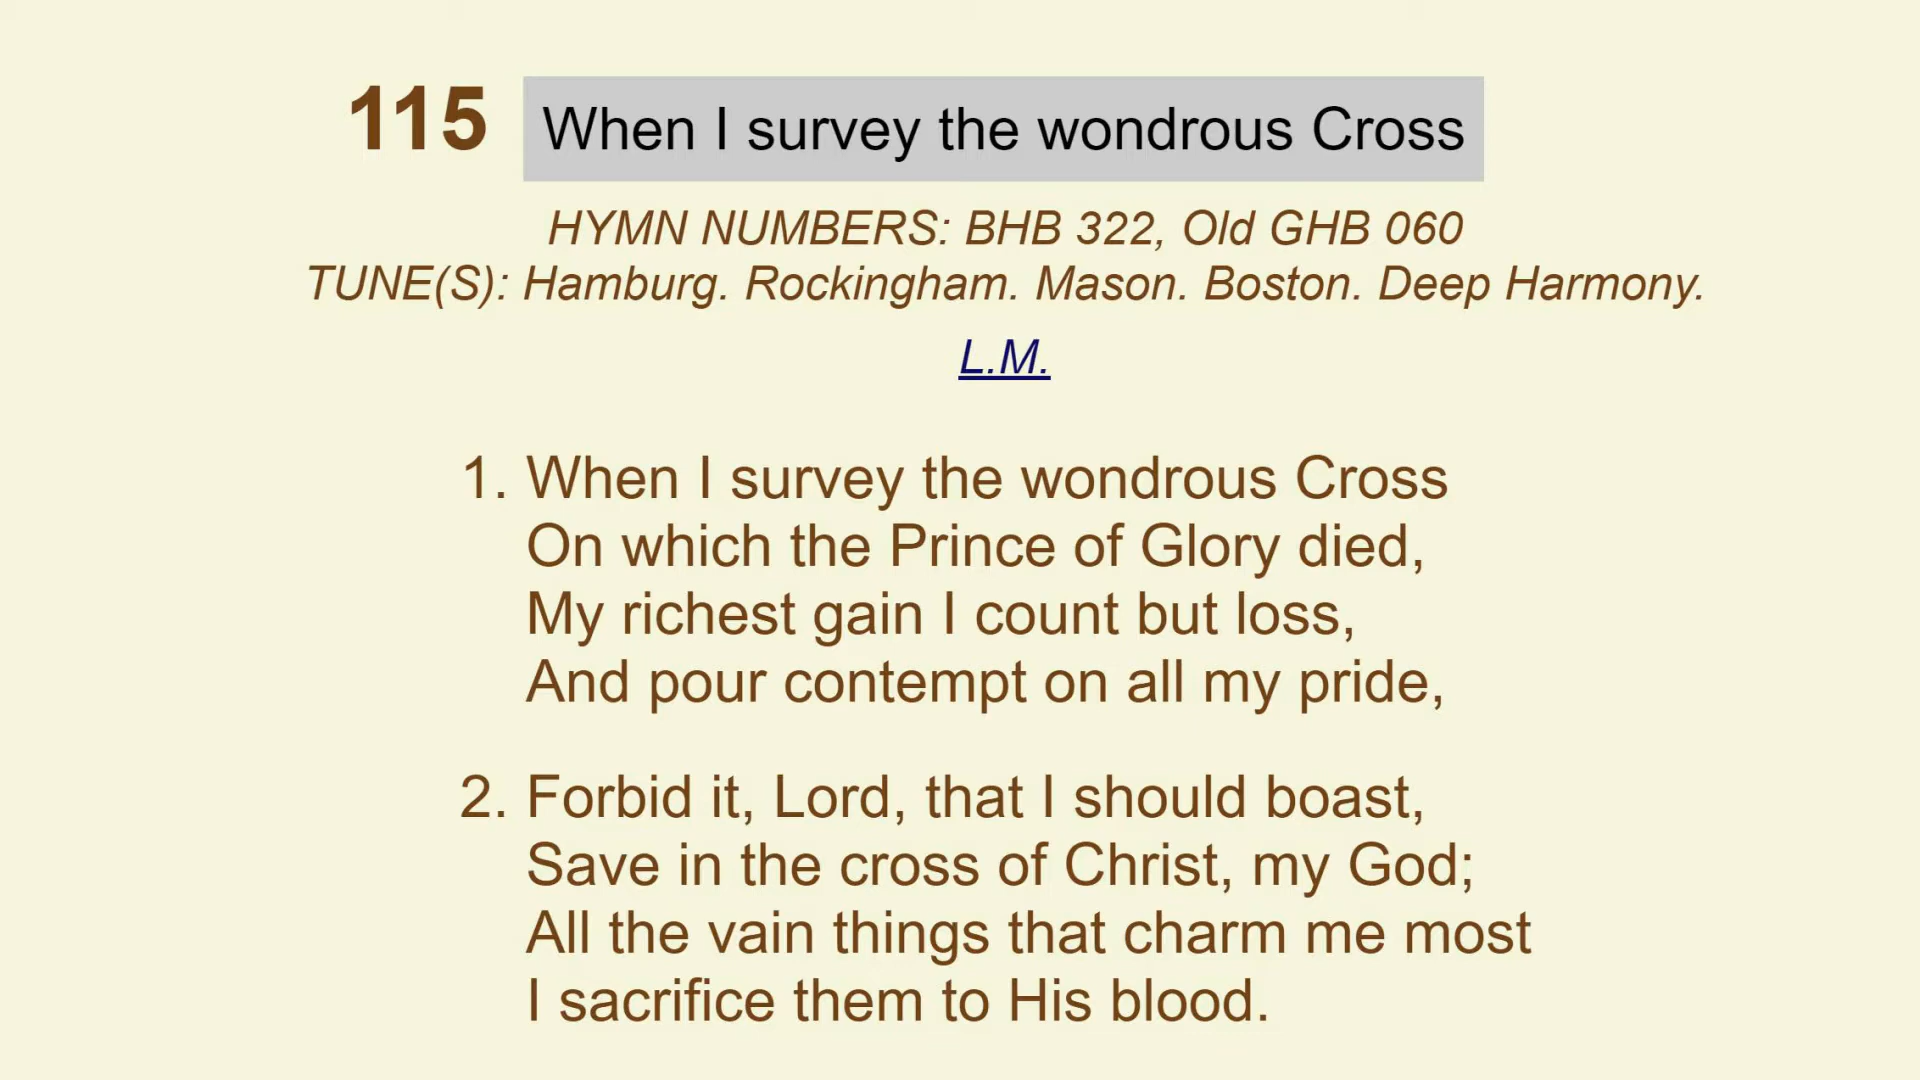 115 When I survey the wondrous Cross
HYMN NUMBERS: BHB 322, Old GHB 060
TUNE(S): Hamburg. Rockingham. Mason. Boston. Deep Harmony.
L.M.
1. When I survey the wondrous Cross
On which the Prince of Glory died,
My richest gain I count but loss,
And pour contempt on all my pride,
2. Forbid it, Lord, that I should boast,
Save in the cross of Christ, my God;
All the vain things that charm me most
I sacrifice them to His blood.